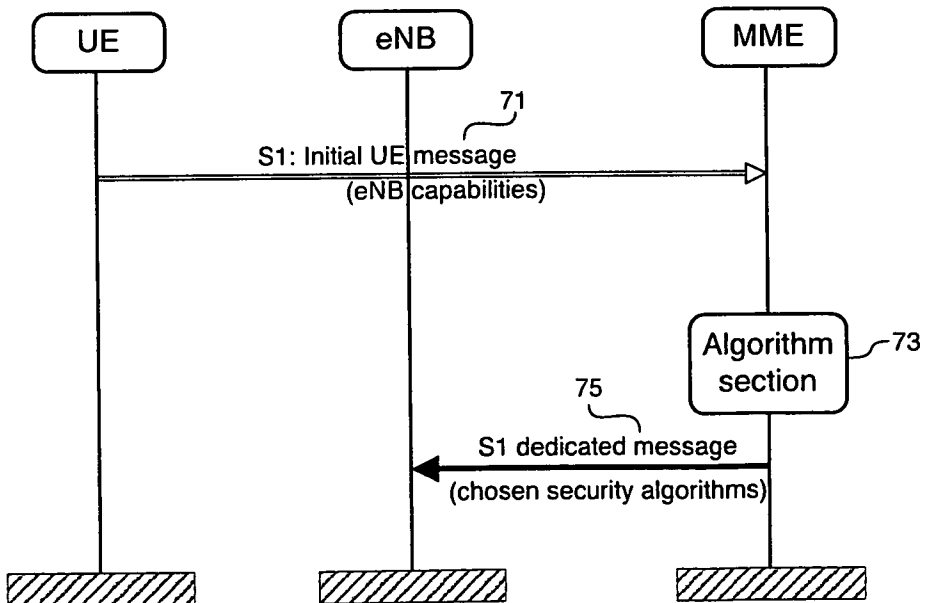 UE
eNB
MME
71
S1: Initial UE message
(eNB capabilities)
Algorithm
section
73
75
S1 dedicated message
(chosen security algorithms)